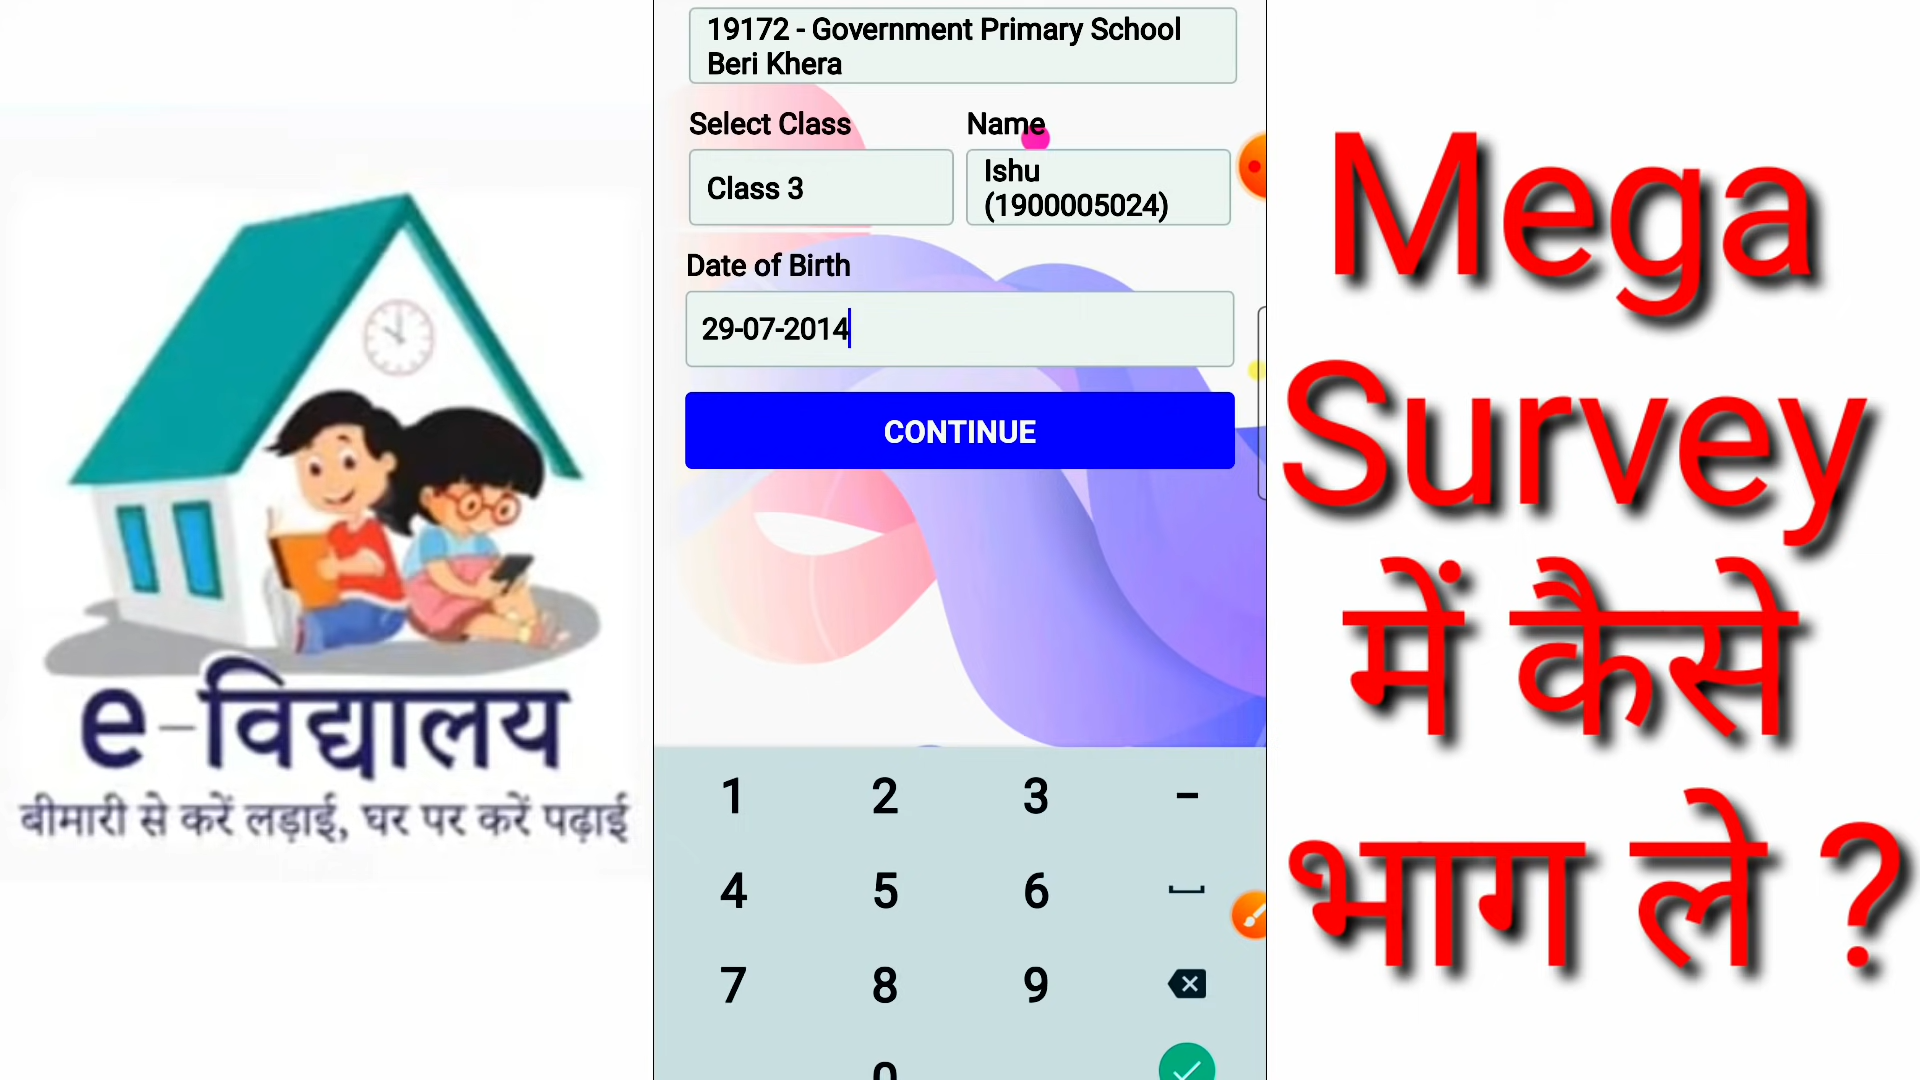 e-विद्यालय
बीमारी से करें लड़ाई, घर पर करें पढ़ाई
19172 - Government Primary School
Beri Khera
Select Class
Name
Class 3
Ishu
(1900005024)
Date of Birth
29-07-2014
CONTINUE
1 2 3 -
4 5 6
7 8 9
0
Mega
Survey
में कैसे
भाग ले ?